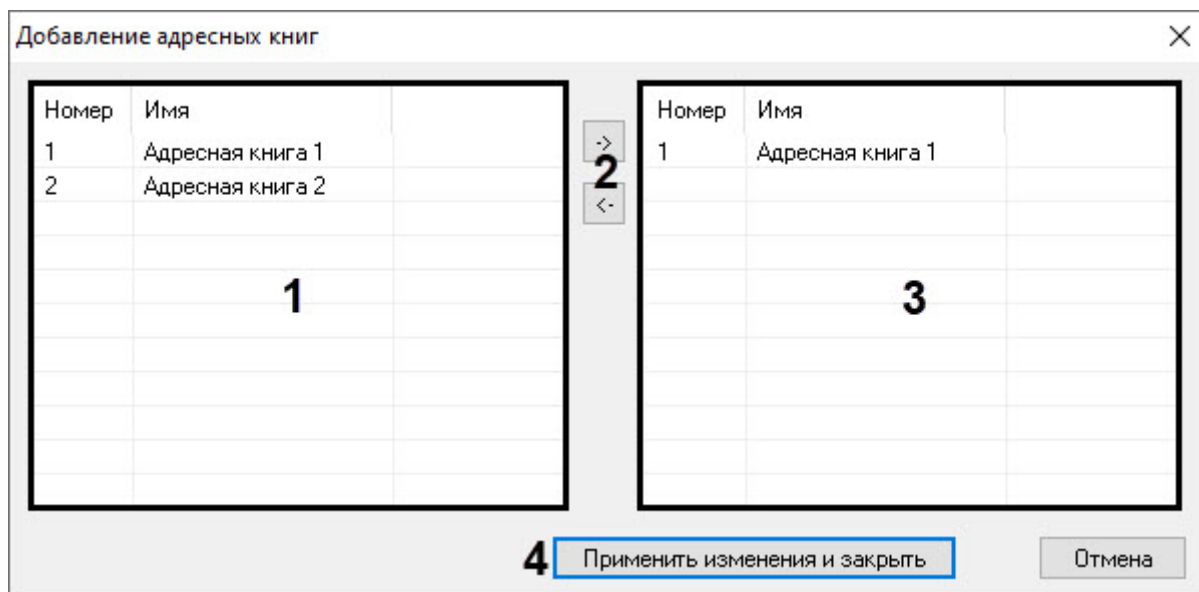 Добавление адресных книг
Номер Имя
1 Адресная книга 1
2 Адресная книга 2
1
->
2
<-
Номер Имя
1 Адресная книга 1
3
4 Применить изменения и закрыть Отмена